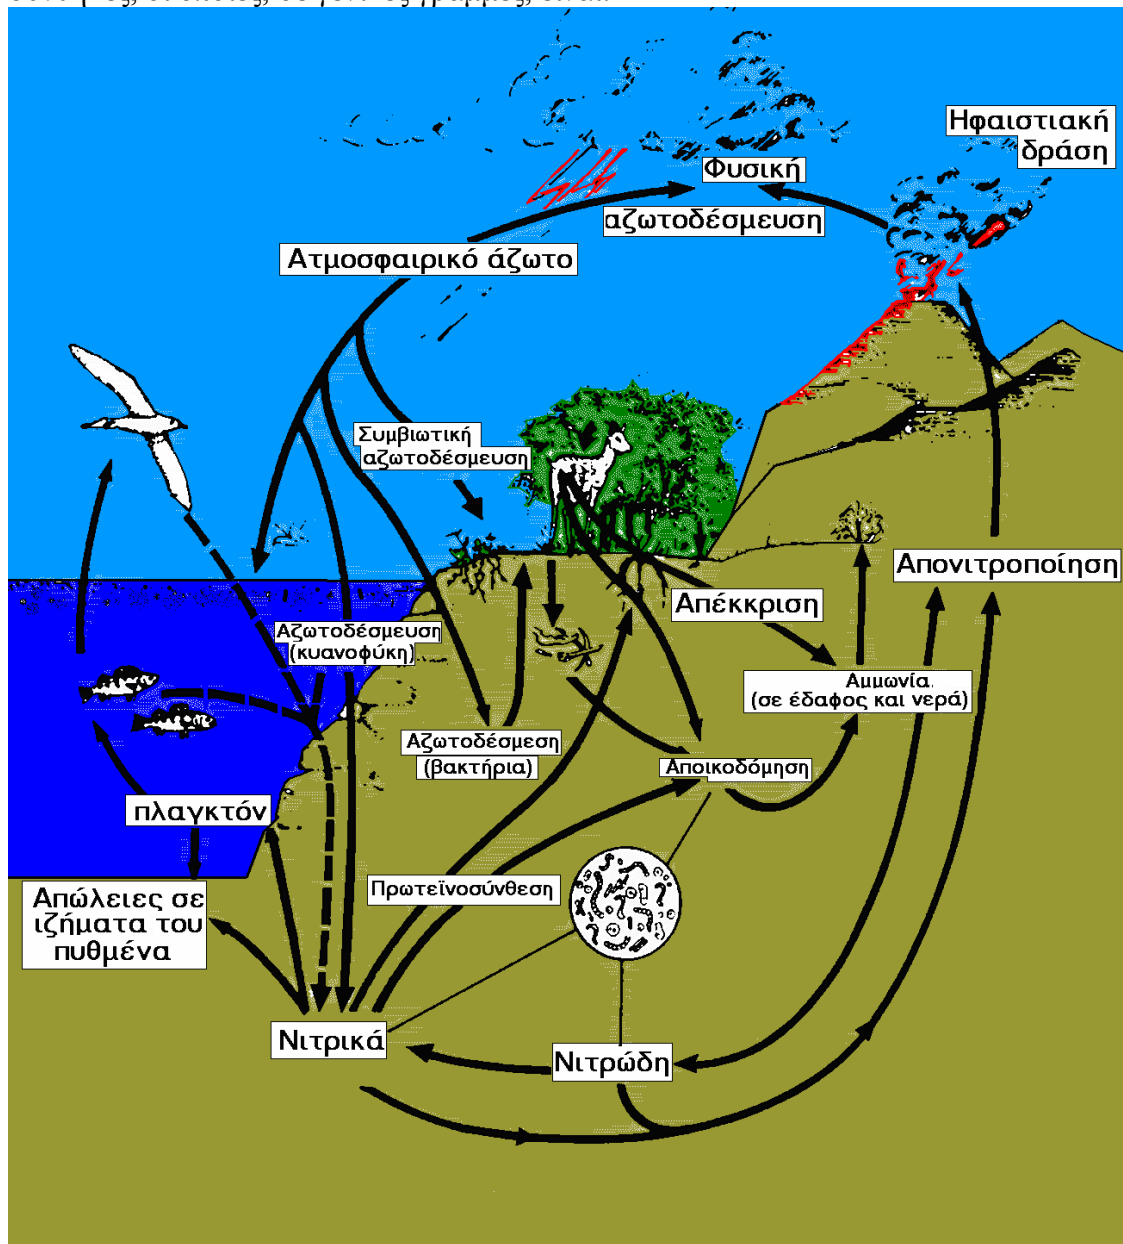 Ηφαιστιακή
δράση
Φυσική
αζωτοδέσμευση
Ατμοσφαιρικό άζωτο
Συμβιωτική
αζωτοδέσμευση
Απονιτροποίηση
Απέκκριση
Αζωτοδέσμευση
(κυανοφύκη)
Αμμωνία
(σε έδαφος και νερά)
Αζωτοδέσμεση
(βακτήρια)
Αποικοδόμηση
πλαγκτόν
Πρωτεϊνοσύνθεση
Απώλειες σε
ιζήματα του
πυθμένα
Νιτρικά
Νιτρώδη